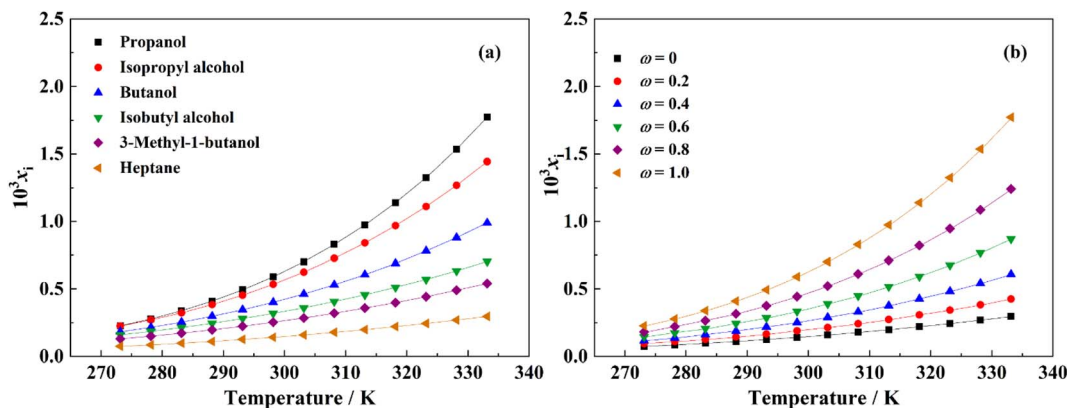 2.5
2.0
1.5
1.0
0.5
0.0
10³xᵢ
Propanol
Isopropyl alcohol
Butanol
Isobutyl alcohol
3-Methyl-1-butanol
Heptane
(a)
270 280 290 300 310 320 330 340
Temperature / K
2.5
2.0
1.5
1.0
0.5
0.0
10³xᵢ
ω = 0
ω = 0.2
ω = 0.4
ω = 0.6
ω = 0.8
ω = 1.0
(b)
270 280 290 300 310 320 330 340
Temperature / K